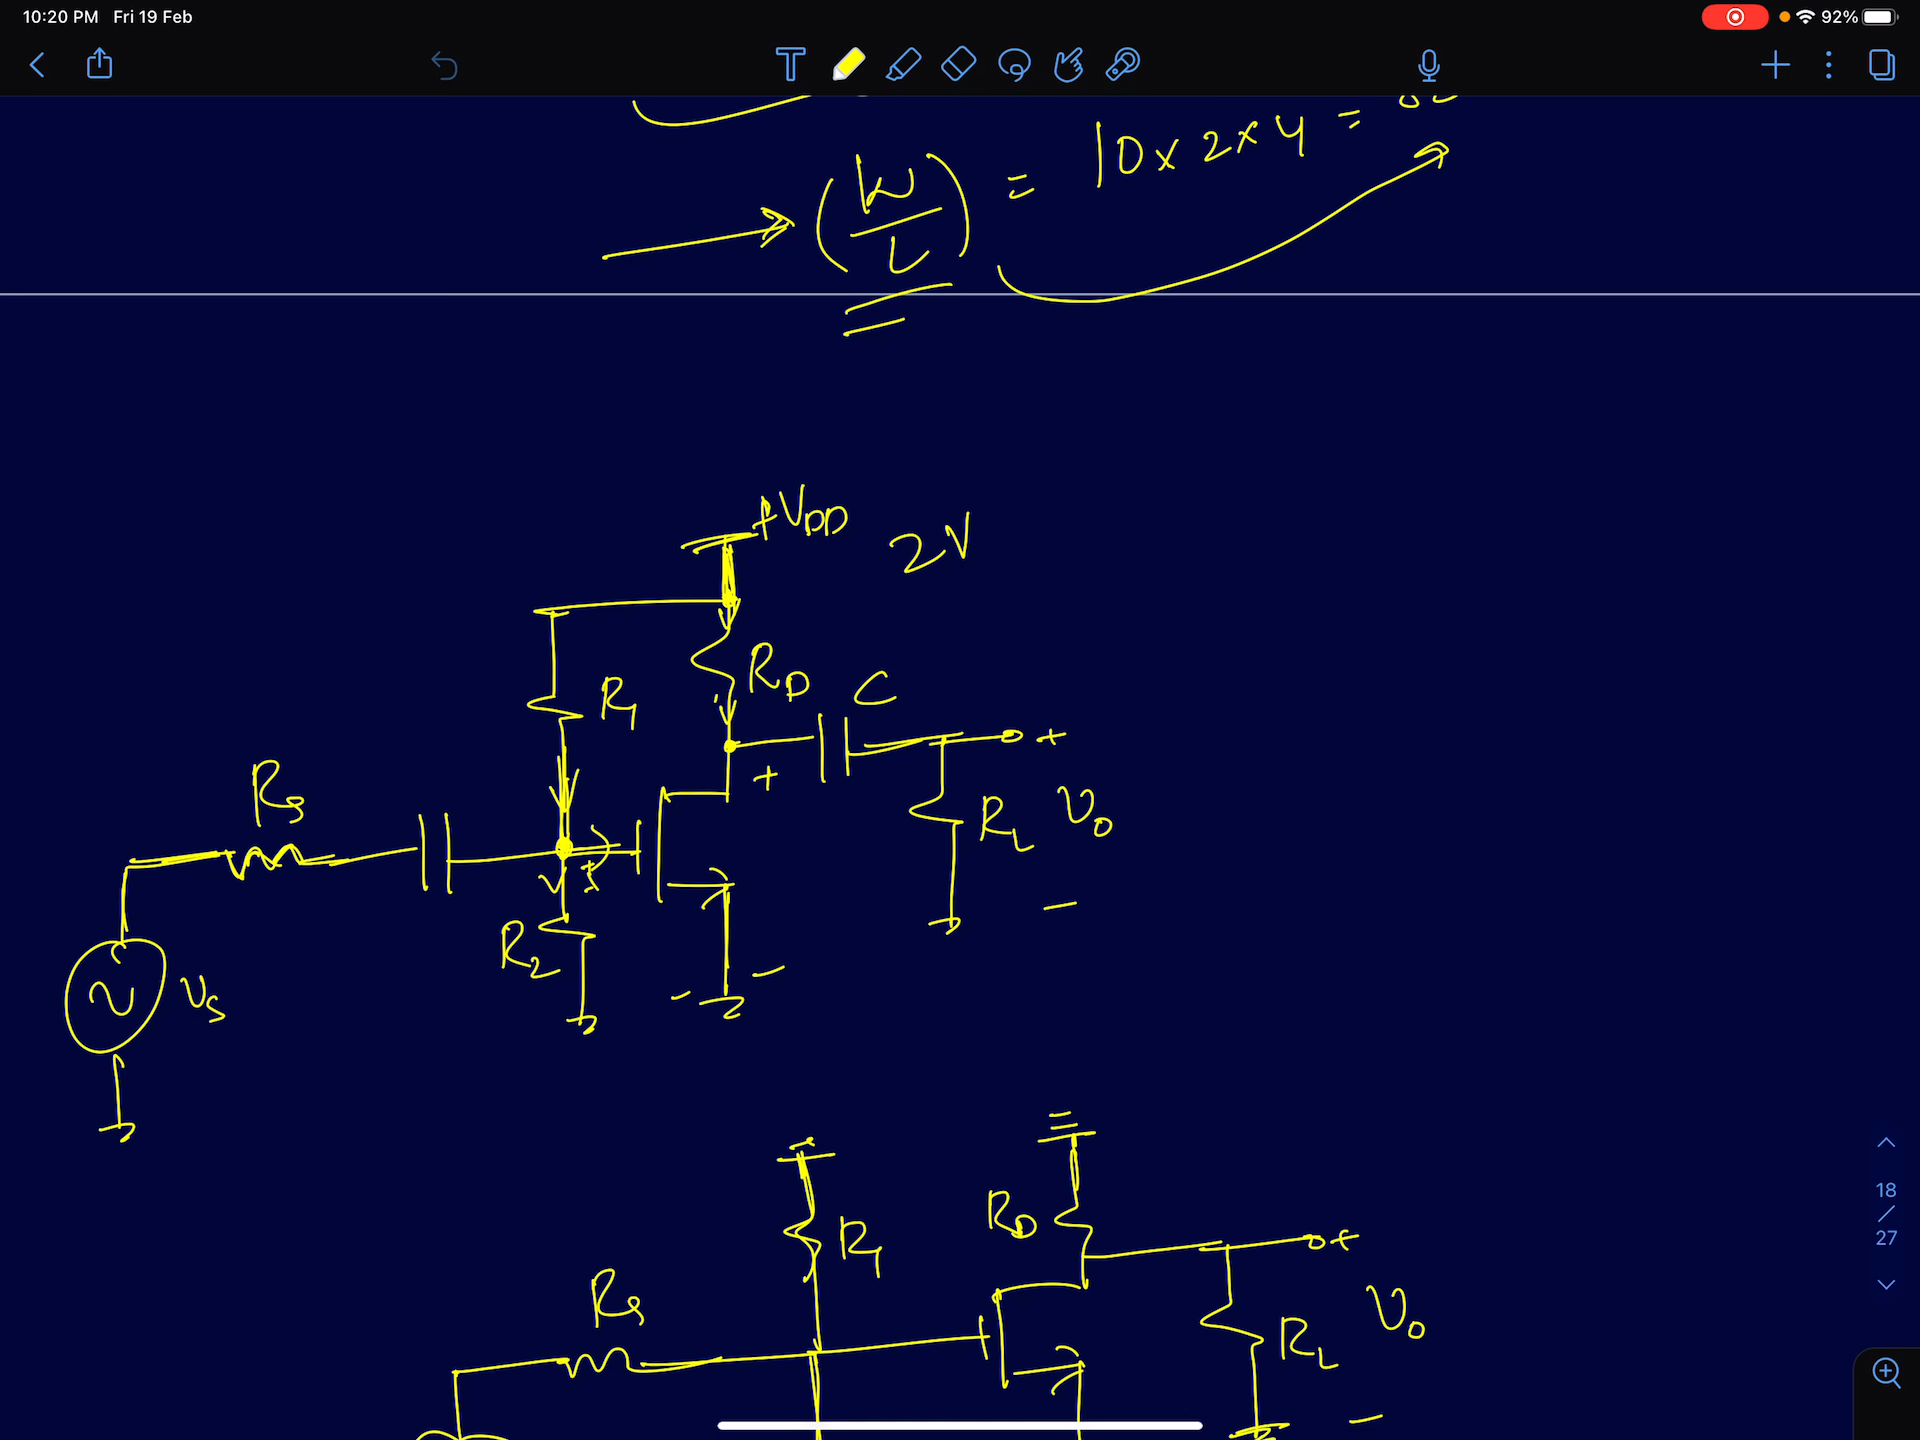 10:20 PM Fri 19 Feb
92%
T
(W/L) = 10 x 2 x 4 =
+VDD 2V
RD
C
R1
+
+
Rs
RL
vo
+
R2
-
-
-
vs
18
/
27
RD
R1
+
Rs
vo
RL
-